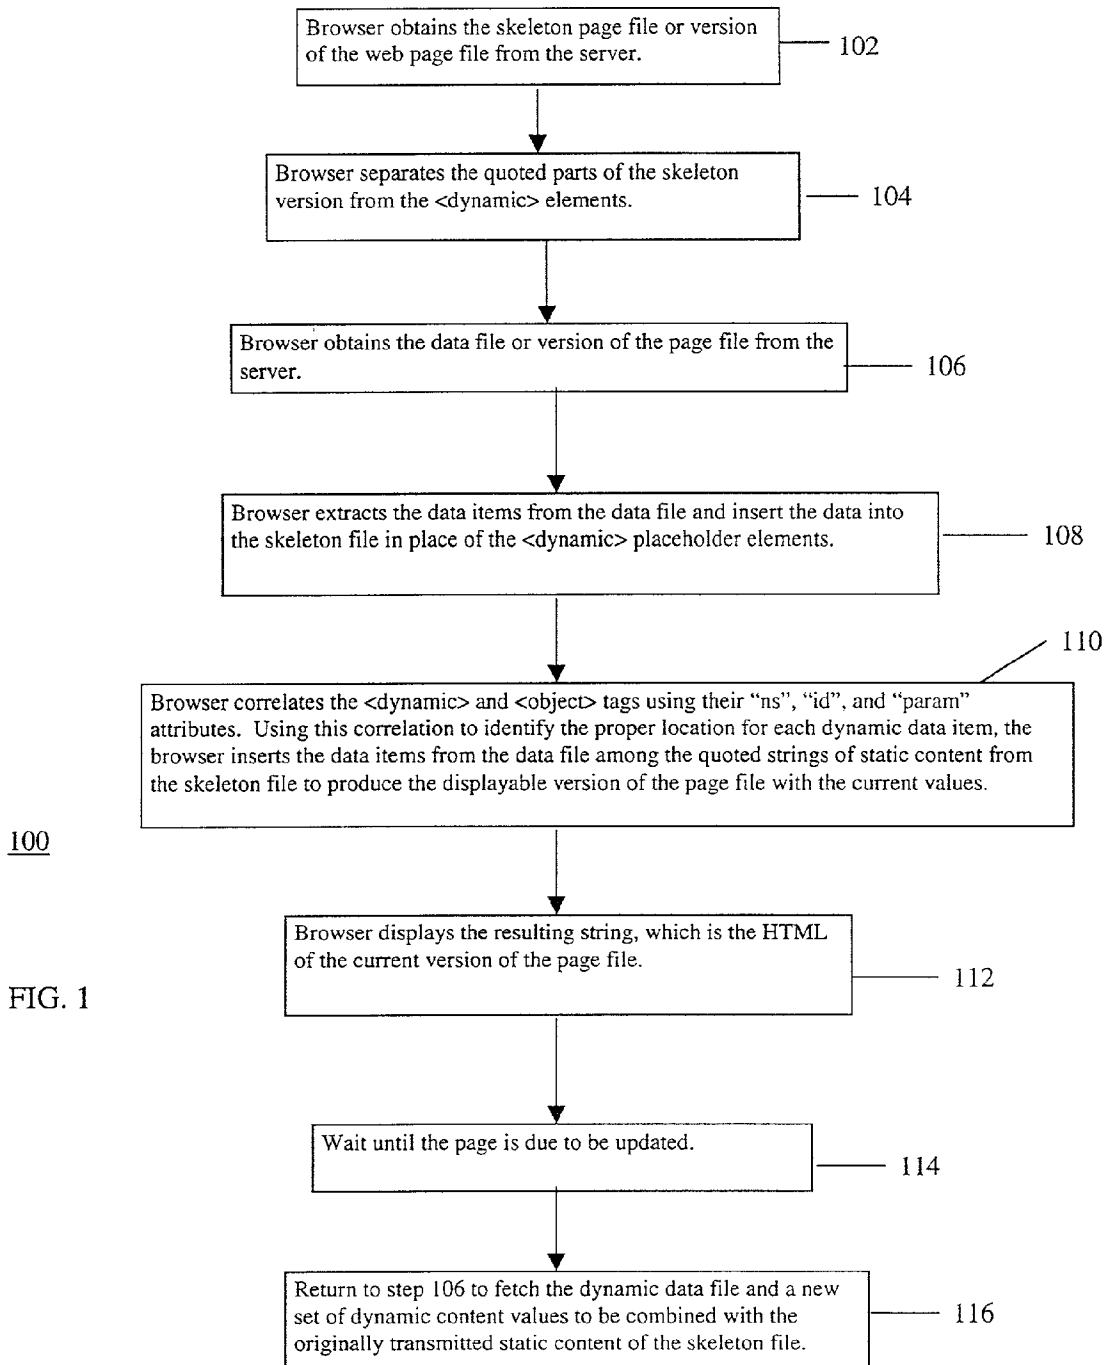 Browser obtains the skeleton page file or version
of the web page file from the server.
102
Browser separates the quoted parts of the skeleton
version from the <dynamic> elements.
104
Browser obtains the data file or version of the page file from the
server.
106
Browser extracts the data items from the data file and insert the data into
the skeleton file in place of the <dynamic> placeholder elements.
108
110
Browser correlates the <dynamic> and <object> tags using their “ns”, “id”, and “param”
attributes. Using this correlation to identify the proper location for each dynamic data item, the
browser inserts the data items from the data file among the quoted strings of static content from
the skeleton file to produce the displayable version of the page file with the current values.
100
Browser displays the resulting string, which is the HTML
of the current version of the page file.
112
FIG. 1
Wait until the page is due to be updated.
114
Return to step 106 to fetch the dynamic data file and a new
set of dynamic content values to be combined with the
originally transmitted static content of the skeleton file.
116